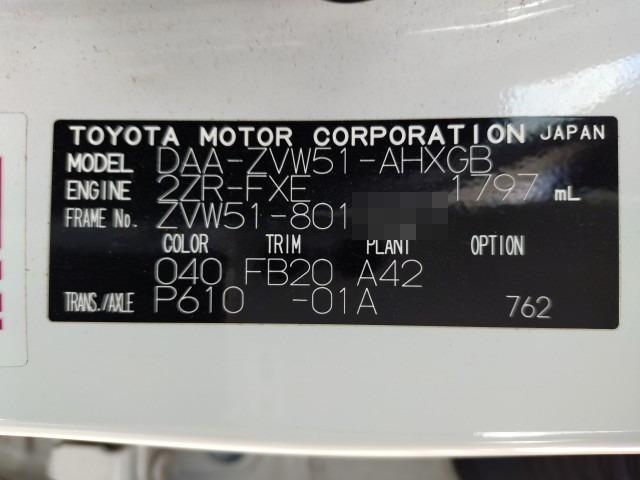 TOYOTA MOTOR CORPORATION JAPAN
MODEL DAA-ZVW51-AHXGB
ENGINE 2ZR-FXE 1797 mL
FRAME No. ZVW51-801
COLOR TRIM PLANT OPTION
040 FB20 A42
TRANS./AXLE P610 -01A 762